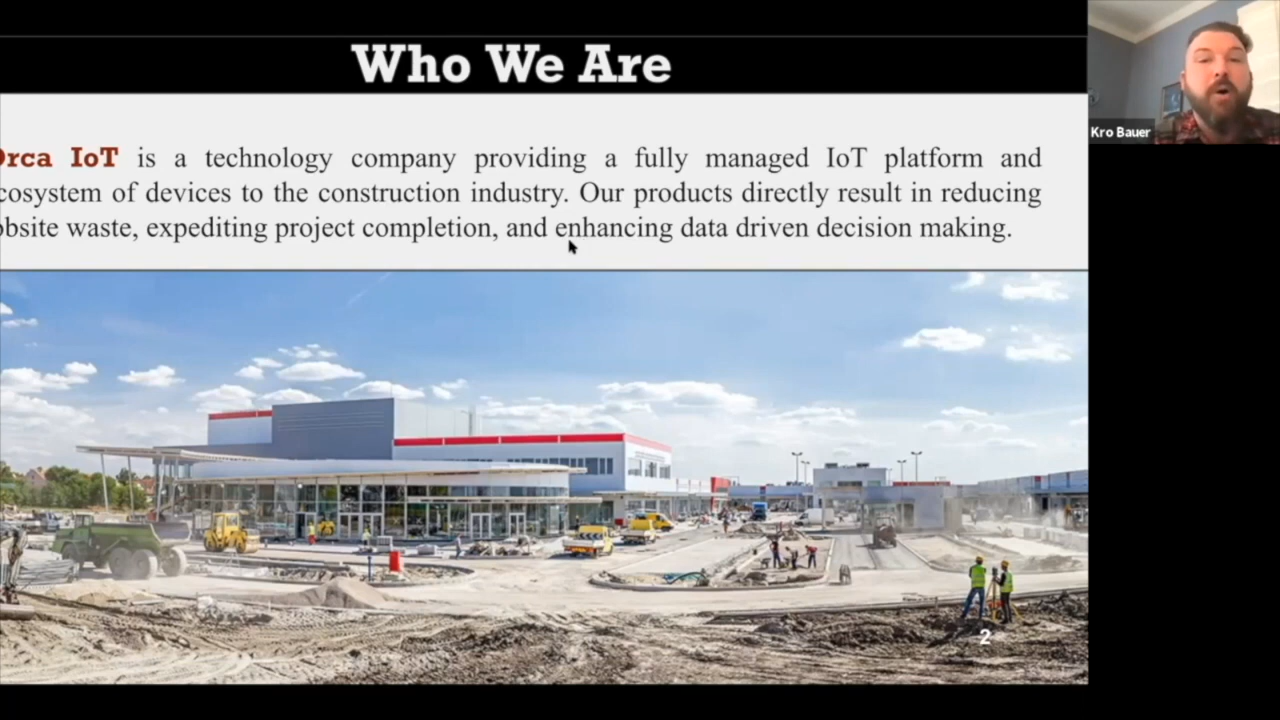 Who We Are
Orca IoT is a technology company providing a fully managed IoT platform and
cosystem of devices to the construction industry. Our products directly result in reducing
obsite waste, expediting project completion, and enhancing data driven decision making.
Kro Bauer
2